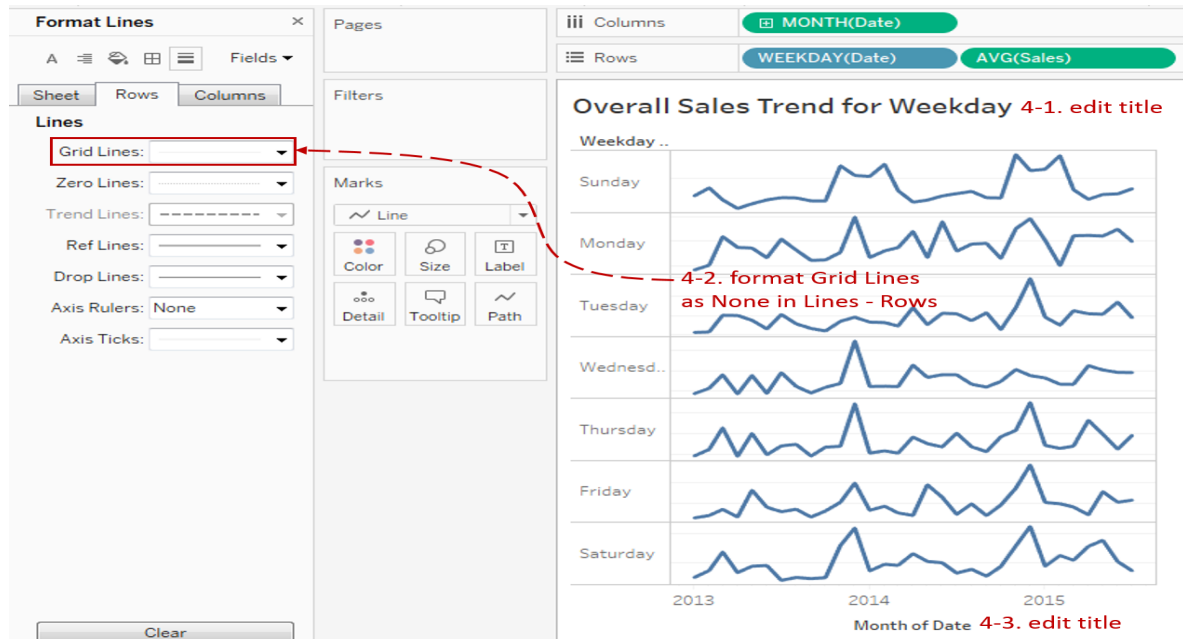 Format Lines ×
Fields
Sheet Rows Columns
Lines
Grid Lines:
Zero Lines:
Trend Lines:
Ref Lines:
Drop Lines:
Axis Rulers: None
Axis Ticks:
Clear
Pages
Filters
Marks
Line
Color Size Label
Detail Tooltip Path
Columns MONTH(Date)
Rows WEEKDAY(Date) AVG(Sales)
Overall Sales Trend for Weekday 4-1. edit title
Weekday ..
Sunday
Monday
4-2. format Grid Lines
as None in Lines - Rows
Tuesday
Wednesd..
Thursday
Friday
Saturday
2013 2014 2015
Month of Date 4-3. edit title